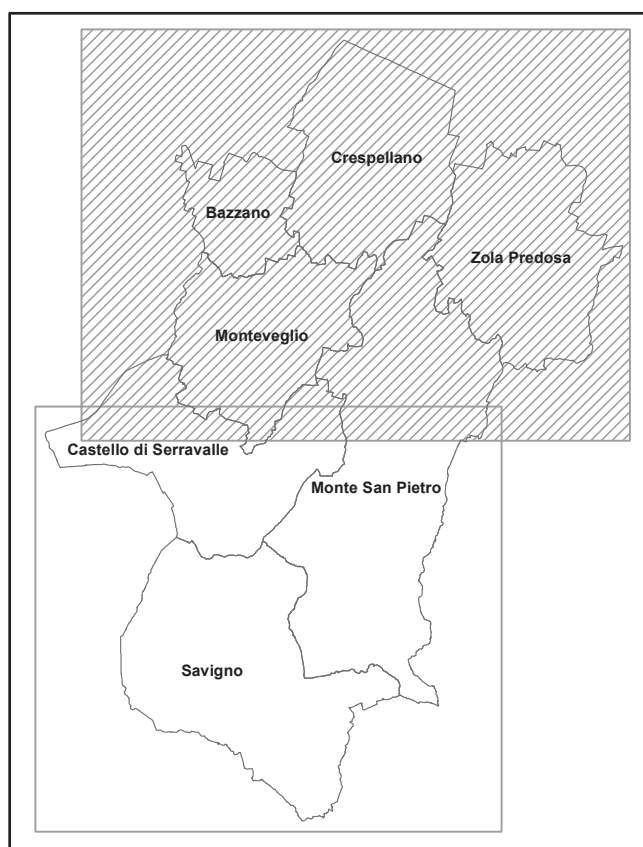 Crespellano
Bazzano
Zola Predosa
Monteveglio
Castello di Serravalle
Monte San Pietro
Savigno